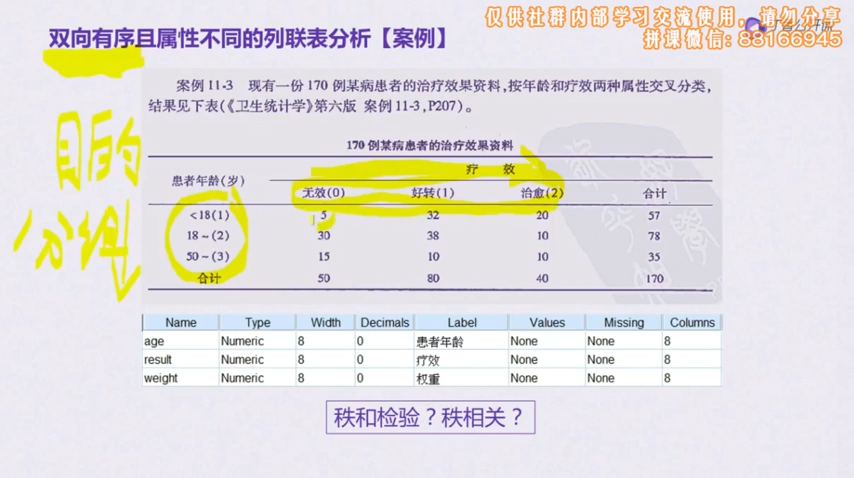 仅供社群内部学习交流使用，请勿分享
拼课微信: 88166945
双向有序且属性不同的列联表分析【案例】
案例 11-3 现有一份 170 例某病患者的治疗效果资料,按年龄和疗效两种属性交叉分类,
结果见下表(《卫生统计学》第六版 案例 11-3,P207)。
170 例某病患者的治疗效果资料
患者年龄(岁) 疗 效
无效(0) 好转(1) 治愈(2) 合计
<18(1) 5 32 20 57
18～(2) 30 38 10 78
50～(3) 15 10 10 35
合计 50 80 40 170
目的
分组
Name Type Width Decimals Label Values Missing Columns
age Numeric 8 0 患者年龄 None None 8
result Numeric 8 0 疗效 None None 8
weight Numeric 8 0 权重 None None 8
秩和检验？秩相关？